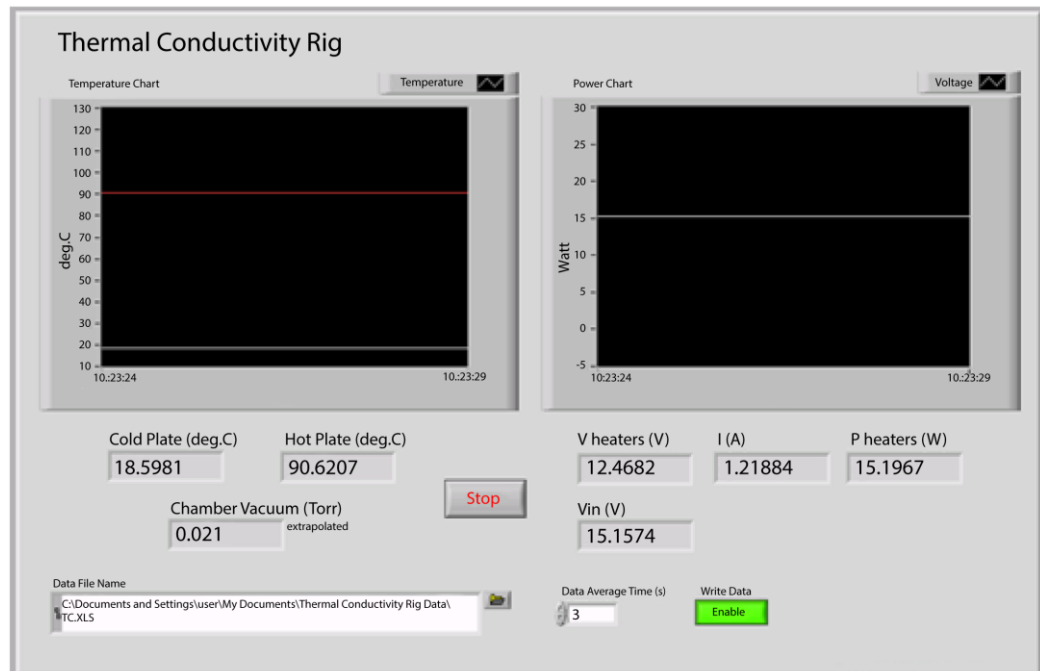 Thermal Conductivity Rig
Temperature Chart
Temperature
130
120
110
100
90
80
70
60
50
40
30
20
10
deg.C
10.:23:24
10.:23:29
Power Chart
Voltage
30
25
20
15
10
5
0
-5
Watt
10:23:24
10.:23:29
Cold Plate (deg.C)
18.5981
Hot Plate (deg.C)
90.6207
Chamber Vacuum (Torr)
0.021
extrapolated
Stop
V heaters (V)
12.4682
I (A)
1.21884
P heaters (W)
15.1967
Vin (V)
15.1574
Data File Name
C:\Documents and Settings\user\My Documents\Thermal Conductivity Rig Data\
TC.XLS
Data Average Time (s)
3
Write Data
Enable